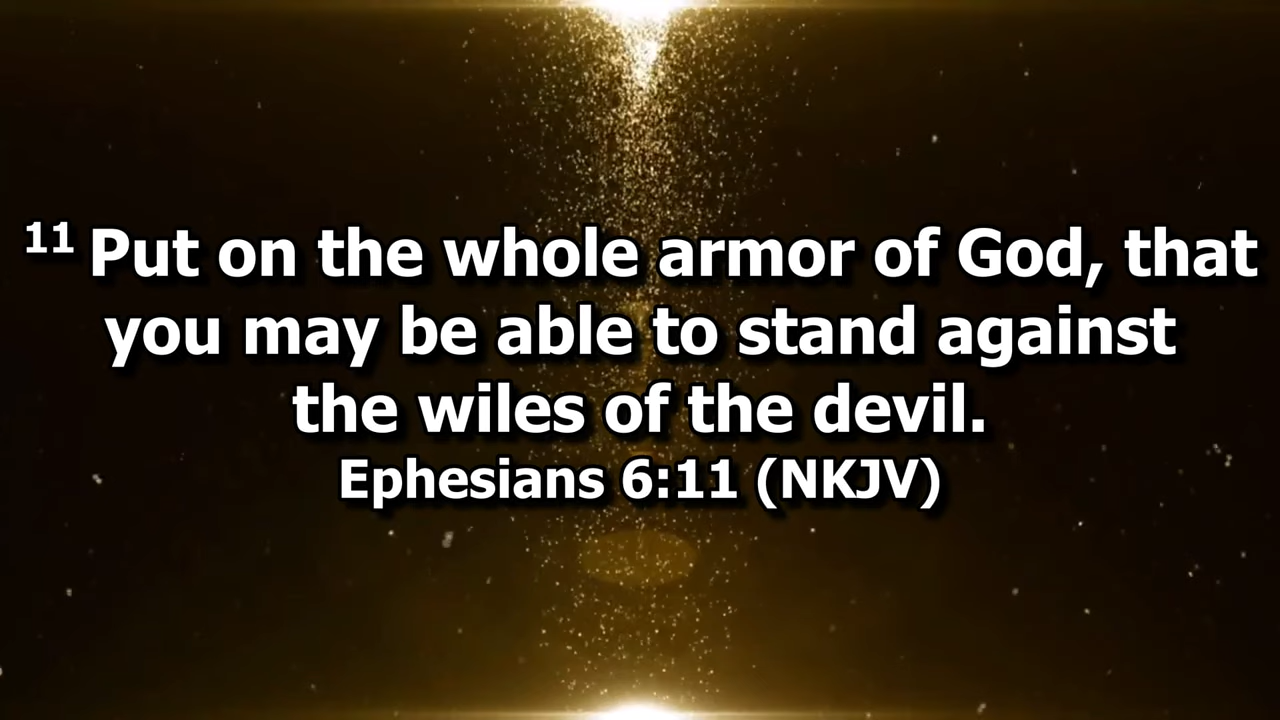 ¹¹ Put on the whole armor of God, that
you may be able to stand against
the wiles of the devil.
Ephesians 6:11 (NKJV)